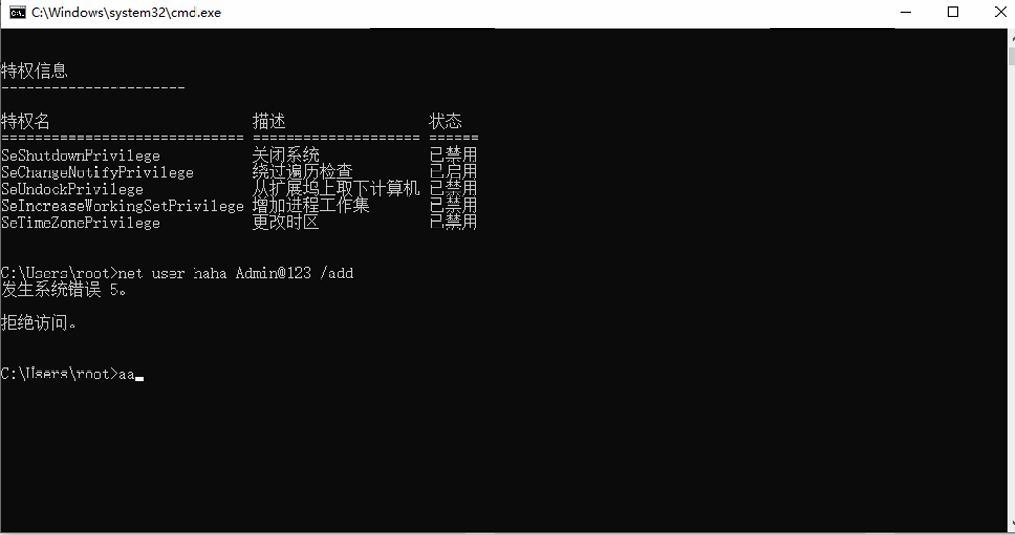 C:\Windows\system32\cmd.exe
特权信息
----------------------
特权名 描述 状态
============================= ==================== ======
SeShutdownPrivilege 关闭系统 已禁用
SeChangeNotifyPrivilege 绕过遍历检查 已启用
SeUndockPrivilege 从扩展坞上取下计算机 已禁用
SeIncreaseWorkingSetPrivilege 增加进程工作集 已禁用
SeTimeZonePrivilege 更改时区 已禁用
C:\Users\root>net user haha Admin@123 /add
发生系统错误 5。
拒绝访问。
C:\Users\root>aa